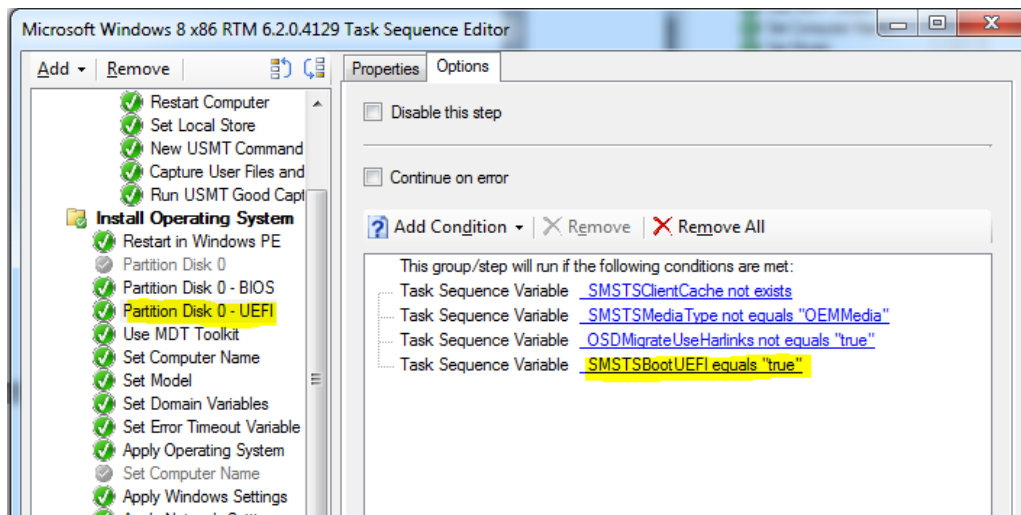 Microsoft Windows 8 x86 RTM 6.2.0.4129 Task Sequence Editor
Add Remove
Properties Options
Restart Computer
Set Local Store
New USMT Command
Capture User Files and
Run USMT Good Capt
Install Operating System
Restart in Windows PE
Partition Disk 0
Partition Disk 0 - BIOS
Partition Disk 0 - UEFI
Use MDT Toolkit
Set Computer Name
Set Model
Set Domain Variables
Set Error Timeout Variable
Apply Operating System
Set Computer Name
Apply Windows Settings
Disable this step
Continue on error
Add Condition Remove Remove All
This group/step will run if the following conditions are met:
Task Sequence Variable _SMSTSClientCache not exists
Task Sequence Variable _SMSTSMediaType not equals "OEMMedia"
Task Sequence Variable _OSDMigrateUseHarlinks not equals "true"
Task Sequence Variable _SMSTSBootUEFI equals "true"